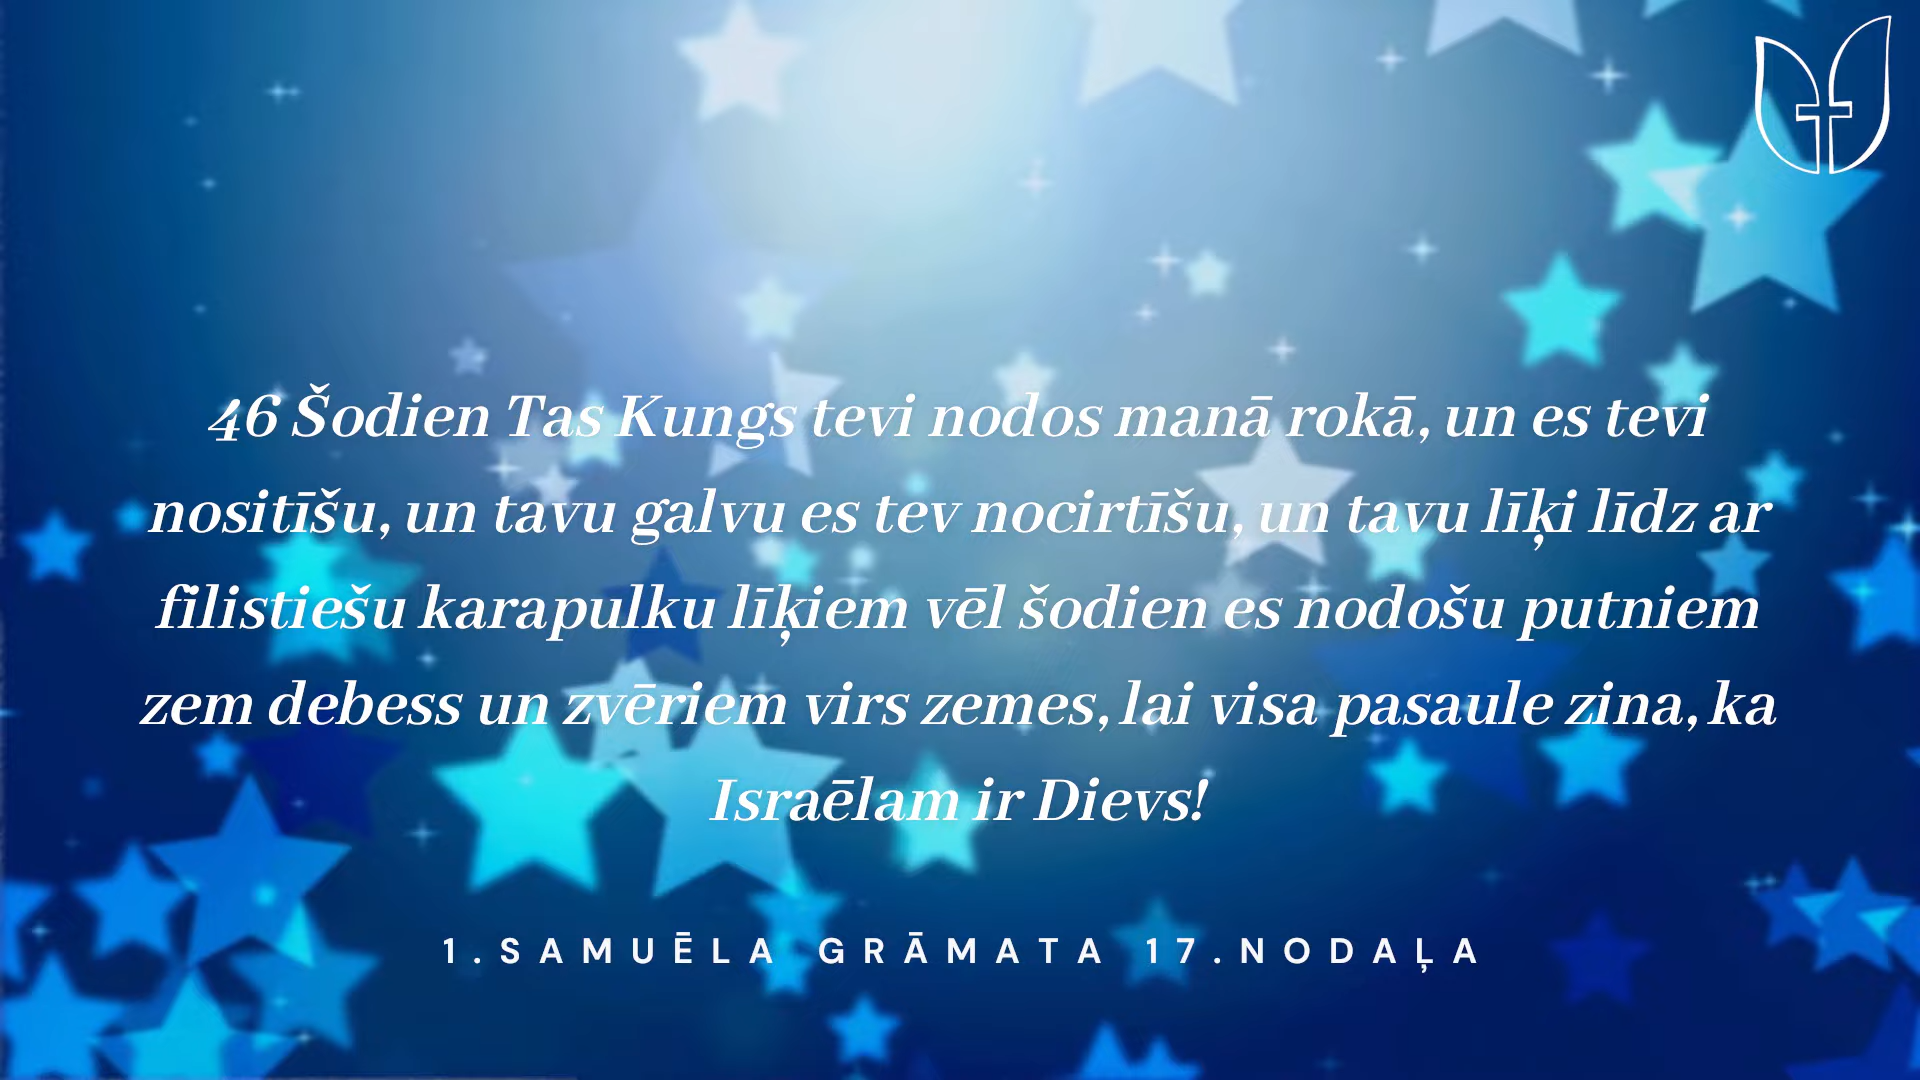 46 Šodien Tas Kungs tevi nodos manā rokā, un es tevi
nositīšu, un tavu galvu es tev nocirtīšu, un tavu līķi līdz ar
filistiešu karapulku līķiem vēl šodien es nodošu putniem
zem debess un zvēriem virs zemes, lai visa pasaule zina, ka
Israēlam ir Dievs!
1.SAMUĒLA GRĀMATA 17.NODAĻA